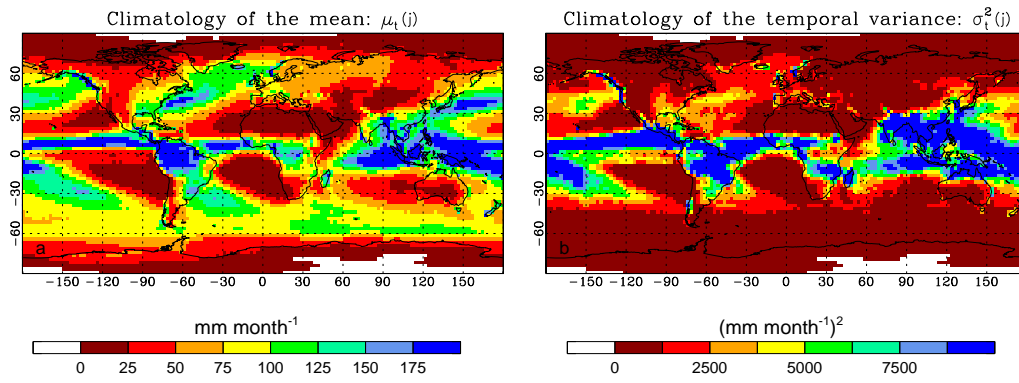 Climatology of the mean: μt(j)
60
30
0
−30
−60
a
−150 −120 −90 −60 −30 0 30 60 90 120 150
mm month-1
0 25 50 75 100 125 150 175
Climatology of the temporal variance: σt2(j)
60
30
0
−30
−60
b
−150 −120 −90 −60 −30 0 30 60 90 120 150
(mm month-1)2
0 2500 5000 7500